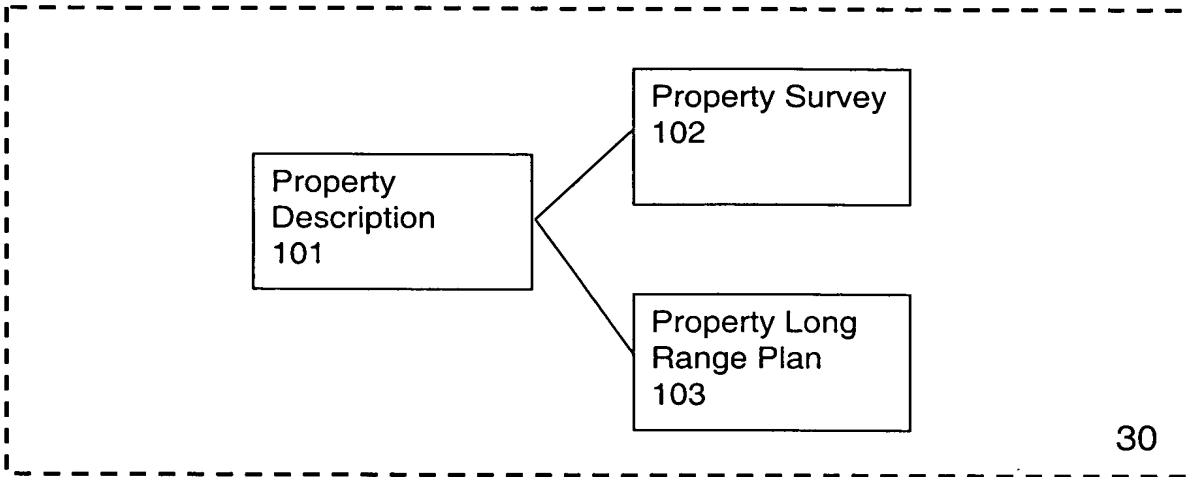 Property Survey
102
Property
Description
101
Property Long
Range Plan
103
30